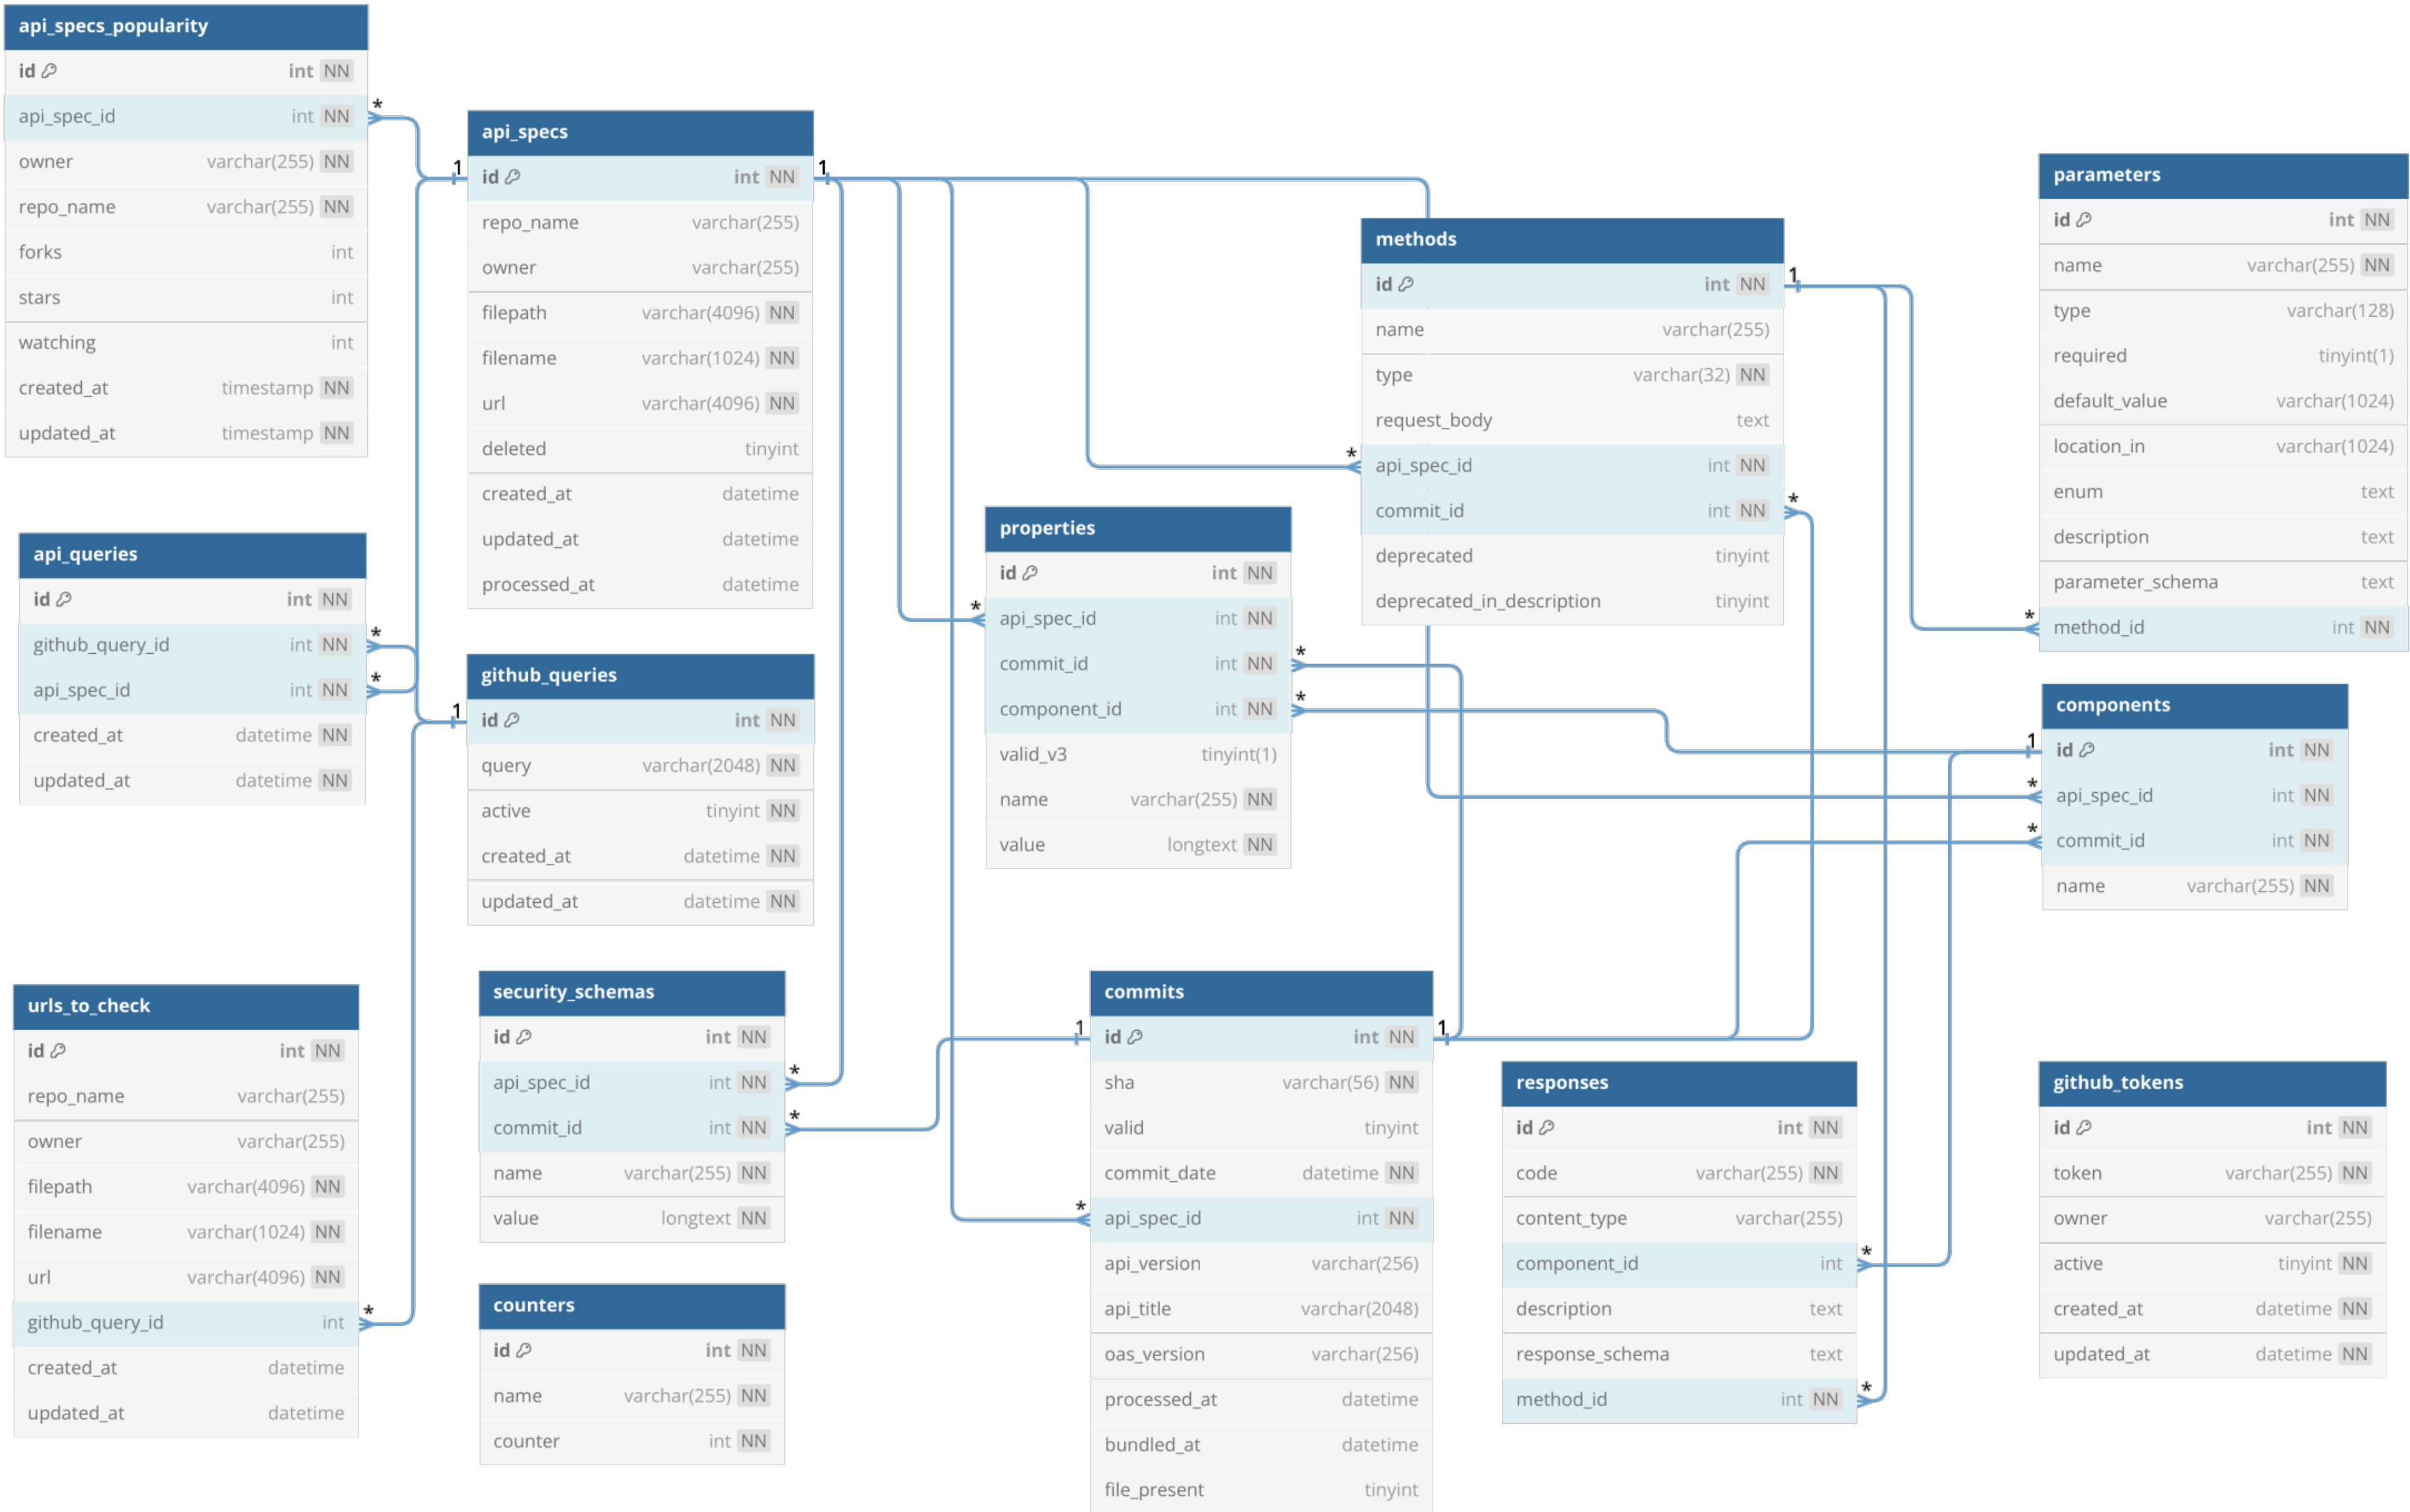 api_specs_popularity
id int NN
api_spec_id int NN
owner varchar(255) NN
repo_name varchar(255) NN
forks int
stars int
watching int
created_at timestamp NN
updated_at timestamp NN
*
api_queries
id int NN
github_query_id int NN
api_spec_id int NN
created_at datetime NN
updated_at datetime NN
*
*
urls_to_check
id int NN
repo_name varchar(255)
owner varchar(255)
filepath varchar(4096) NN
filename varchar(1024) NN
url varchar(4096) NN
github_query_id int
created_at datetime
updated_at datetime
*
api_specs
1
1
id int NN
repo_name varchar(255)
owner varchar(255)
filepath varchar(4096) NN
filename varchar(1024) NN
url varchar(4096) NN
deleted tinyint
created_at datetime
updated_at datetime
processed_at datetime
github_queries
1
id int NN
query varchar(2048) NN
active tinyint NN
created_at datetime NN
updated_at datetime NN
security_schemas
id int NN
api_spec_id int NN
commit_id int NN
name varchar(255) NN
value longtext NN
*
*
counters
id int NN
name varchar(255) NN
counter int NN
properties
id int NN
api_spec_id int NN
commit_id int NN
component_id int NN
valid_v3 tinyint(1)
name varchar(255) NN
value longtext NN
*
*
*
commits
1
1
id int NN
sha varchar(56) NN
valid tinyint
commit_date datetime NN
*
api_spec_id int NN
api_version varchar(256)
api_title varchar(2048)
oas_version varchar(256)
processed_at datetime
bundled_at datetime
file_present tinyint
methods
1
id int NN
name varchar(255)
type varchar(32) NN
request_body text
*
api_spec_id int NN
*
commit_id int NN
deprecated tinyint
deprecated_in_description tinyint
responses
id int NN
code varchar(255) NN
content_type varchar(255)
*
component_id int
description text
response_schema text
*
method_id int NN
parameters
id int NN
name varchar(255) NN
type varchar(128)
required tinyint(1)
default_value varchar(1024)
location_in varchar(1024)
enum text
description text
parameter_schema text
*
method_id int NN
components
1
id int NN
*
api_spec_id int NN
*
commit_id int NN
name varchar(255) NN
github_tokens
id int NN
token varchar(255) NN
owner varchar(255)
active tinyint NN
created_at datetime NN
updated_at datetime NN